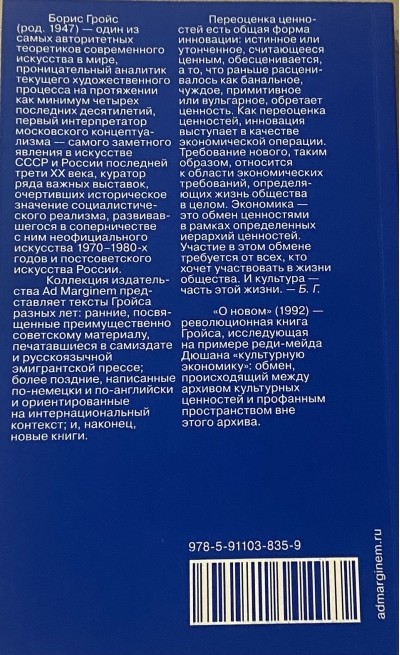 Борис Гройс
(род. 1947) — один из
самых авторитетных
теоретиков современного
искусства в мире,
проницательный аналитик
текущего художественного
процесса на протяжении
как минимум четырех
последних десятилетий,
первый интерпретатор
московского концептуа-
лизма — самого заметного
явления в искусстве
СССР и России последней
трети XX века, куратор
ряда важных выставок,
очертивших историческое
значение социалистиче-
ского реализма, развивав-
шегося в соперничестве
с ним неофициального
искусства 1970–1980-х
годов и постсоветского
искусства России.
Коллекция издатель-
ства Ad Marginem пред-
ставляет тексты Гройса
разных лет: ранние, посвя-
щенные преимущественно
советскому материалу,
печатавшиеся в самиздате
и русскоязычной
эмигрантской прессе;
более поздние, написанные
по-немецки и по-английски
и ориентированные
на интернациональный
контекст; и, наконец,
новые книги.
Переоценка ценно-
стей есть общая форма
инновации: истинное или
утонченное, считающееся
ценным, обесценивается,
а то, что раньше расцени-
валось как банальное,
чуждое, примитивное
или вульгарное, обретает
ценность. Как переоценка
ценностей, инновация
выступает в качестве
экономической операции.
Требование нового, таким
образом, относится
к области экономических
требований, определя-
ющих жизнь общества
в целом. Экономика —
это обмен ценностями
в рамках определенных
иерархий ценностей.
Участие в этом обмене
требуется от всех, кто
хочет участвовать в жизни
общества. И культура —
часть этой жизни. — Б. Г.
«О новом» (1992) —
революционная книга
Гройса, исследующая
на примере реди-мейда
Дюшана «культурную
экономику»: обмен,
происходящий между
архивом культурных
ценностей и профанным
пространством вне
этого архива.
978-5-91103-835-9
admarginem.ru